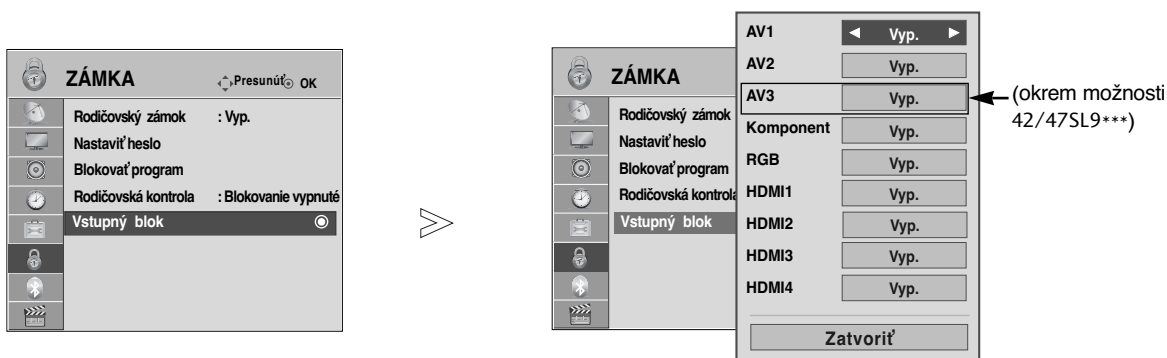 ZÁMKA
Presunúť OK
Rodičovský zámok : Vyp.
Nastaviť heslo
Blokovať program
Rodičovská kontrola : Blokovanie vypnuté
Vstupný blok
ZÁMKA
Rodičovský zámok
Nastaviť heslo
Blokovať program
Rodičovská kontrola
Vstupný blok
AV1 ◄ Vyp. ►
AV2 Vyp.
AV3 Vyp.
Komponent Vyp.
RGB Vyp.
HDMI1 Vyp.
HDMI2 Vyp.
HDMI3 Vyp.
HDMI4 Vyp.
Zatvoriť
(okrem možnosti
42/47SL9***)